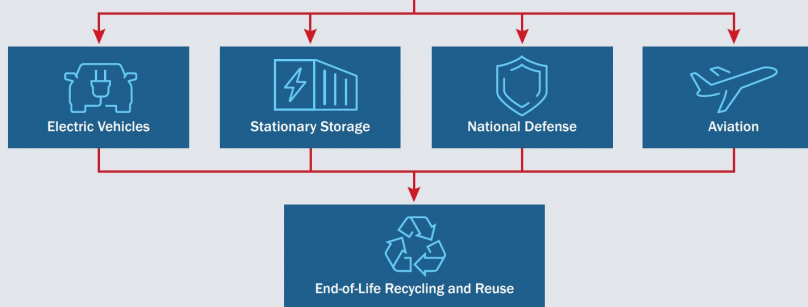 Electric Vehicles
Stationary Storage
National Defense
Aviation
End-of-Life Recycling and Reuse